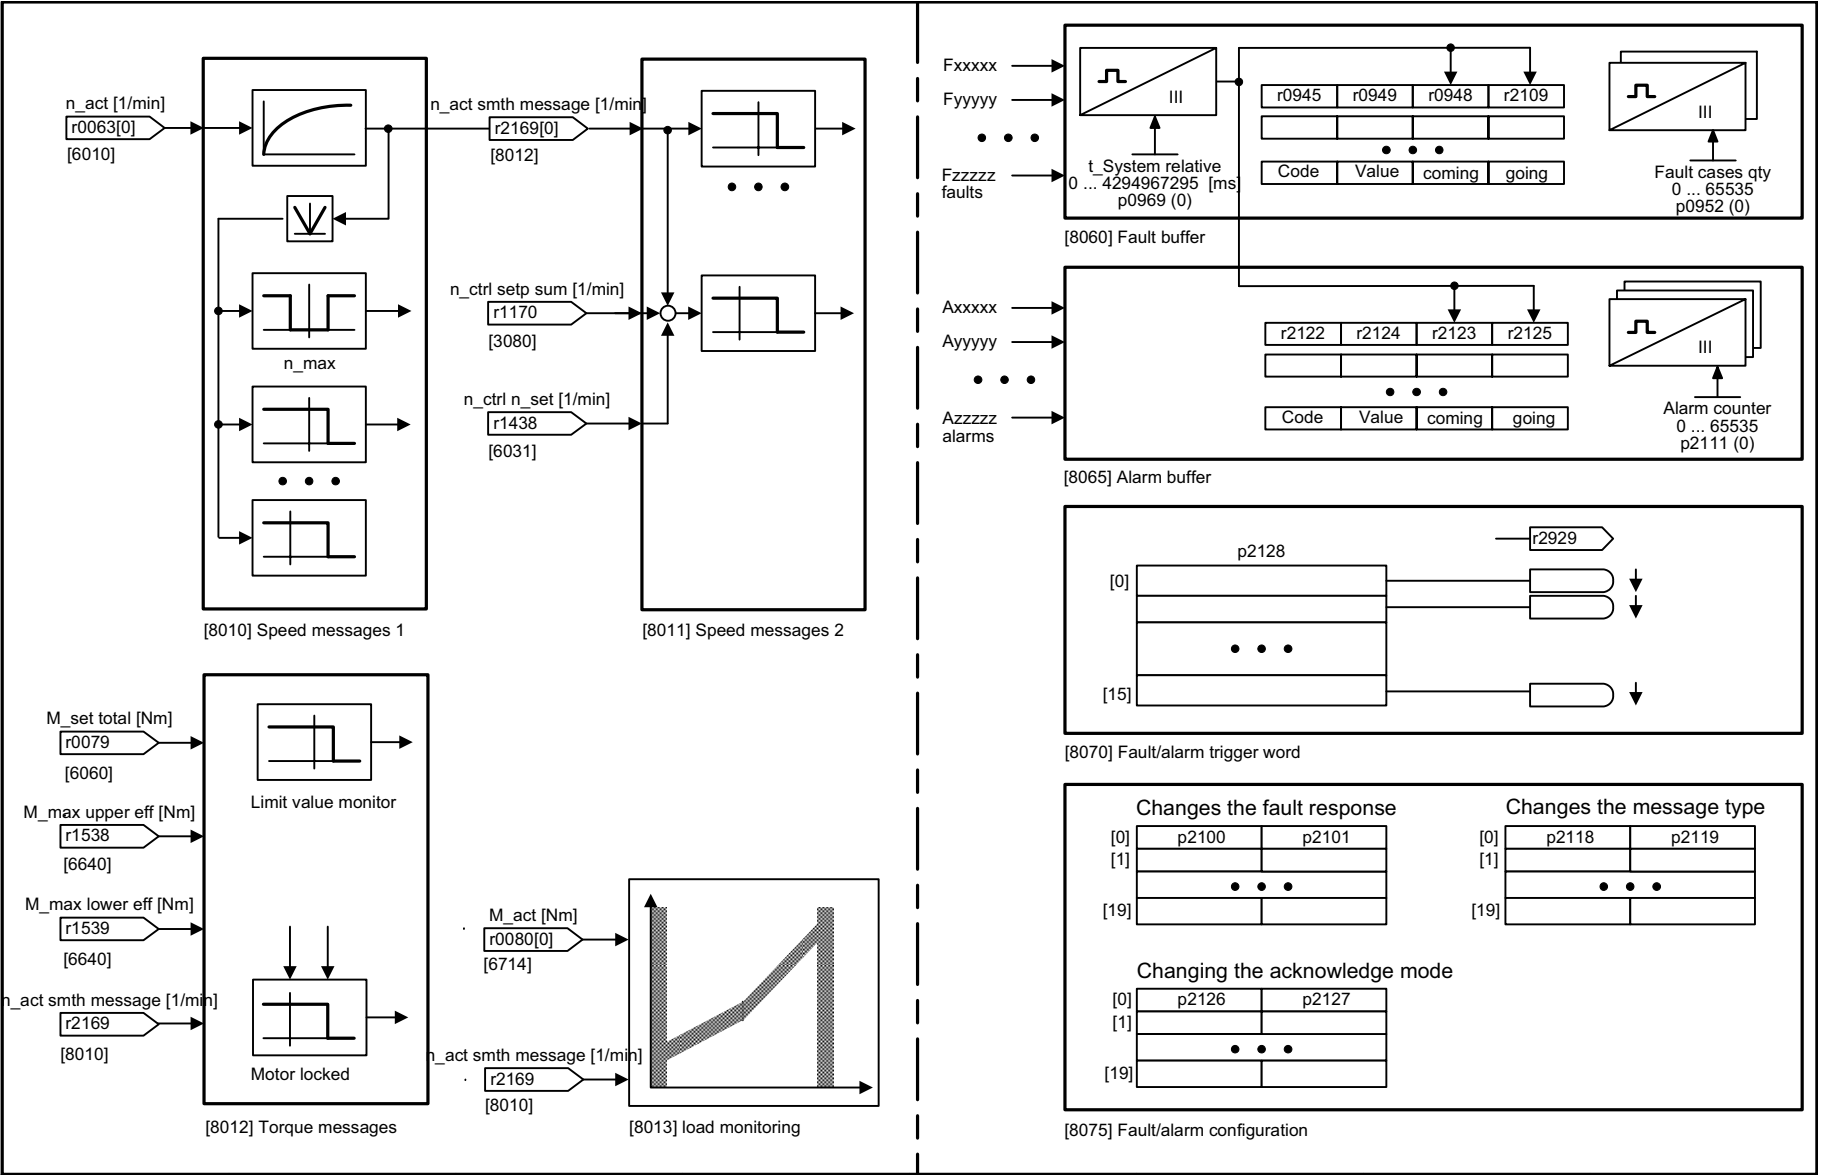 n_act [1/min]
r0063[0]
[6010]
n_max
[8010] Speed messages 1
n_act smth message [1/min]
r2169[0]
[8012]
n_ctrl setp sum [1/min]
r1170
[3080]
n_ctrl n_set [1/min]
r1438
[6031]
[8011] Speed messages 2
M_set total [Nm]
r0079
[6060]
M_max upper eff [Nm]
r1538
[6640]
M_max lower eff [Nm]
r1539
[6640]
n_act smth message [1/min]
r2169
[8010]
Limit value monitor
Motor locked
[8012] Torque messages
M_act [Nm]
r0080[0]
[6714]
n_act smth message [1/min]
r2169
[8010]
[8013] load monitoring
Fxxxxx
Fyyyyy
Fzzzzz
faults
III
t_System relative
0 ... 4294967295 [ms]
p0969 (0)
r0945 r0949 r0948 r2109
Code Value coming going
III
Fault cases qty
0 ... 65535
p0952 (0)
[8060] Fault buffer
Axxxxx
Ayyyyy
Azzzzz
alarms
r2122 r2124 r2123 r2125
Code Value coming going
III
Alarm counter
0 ... 65535
p2111 (0)
[8065] Alarm buffer
p2128
[0]
[15]
r2929
[8070] Fault/alarm trigger word
Changes the fault response
[0] p2100 p2101
[1]
[19]
Changes the message type
[0] p2118 p2119
[1]
[19]
Changing the acknowledge mode
[0] p2126 p2127
[1]
[19]
[8075] Fault/alarm configuration